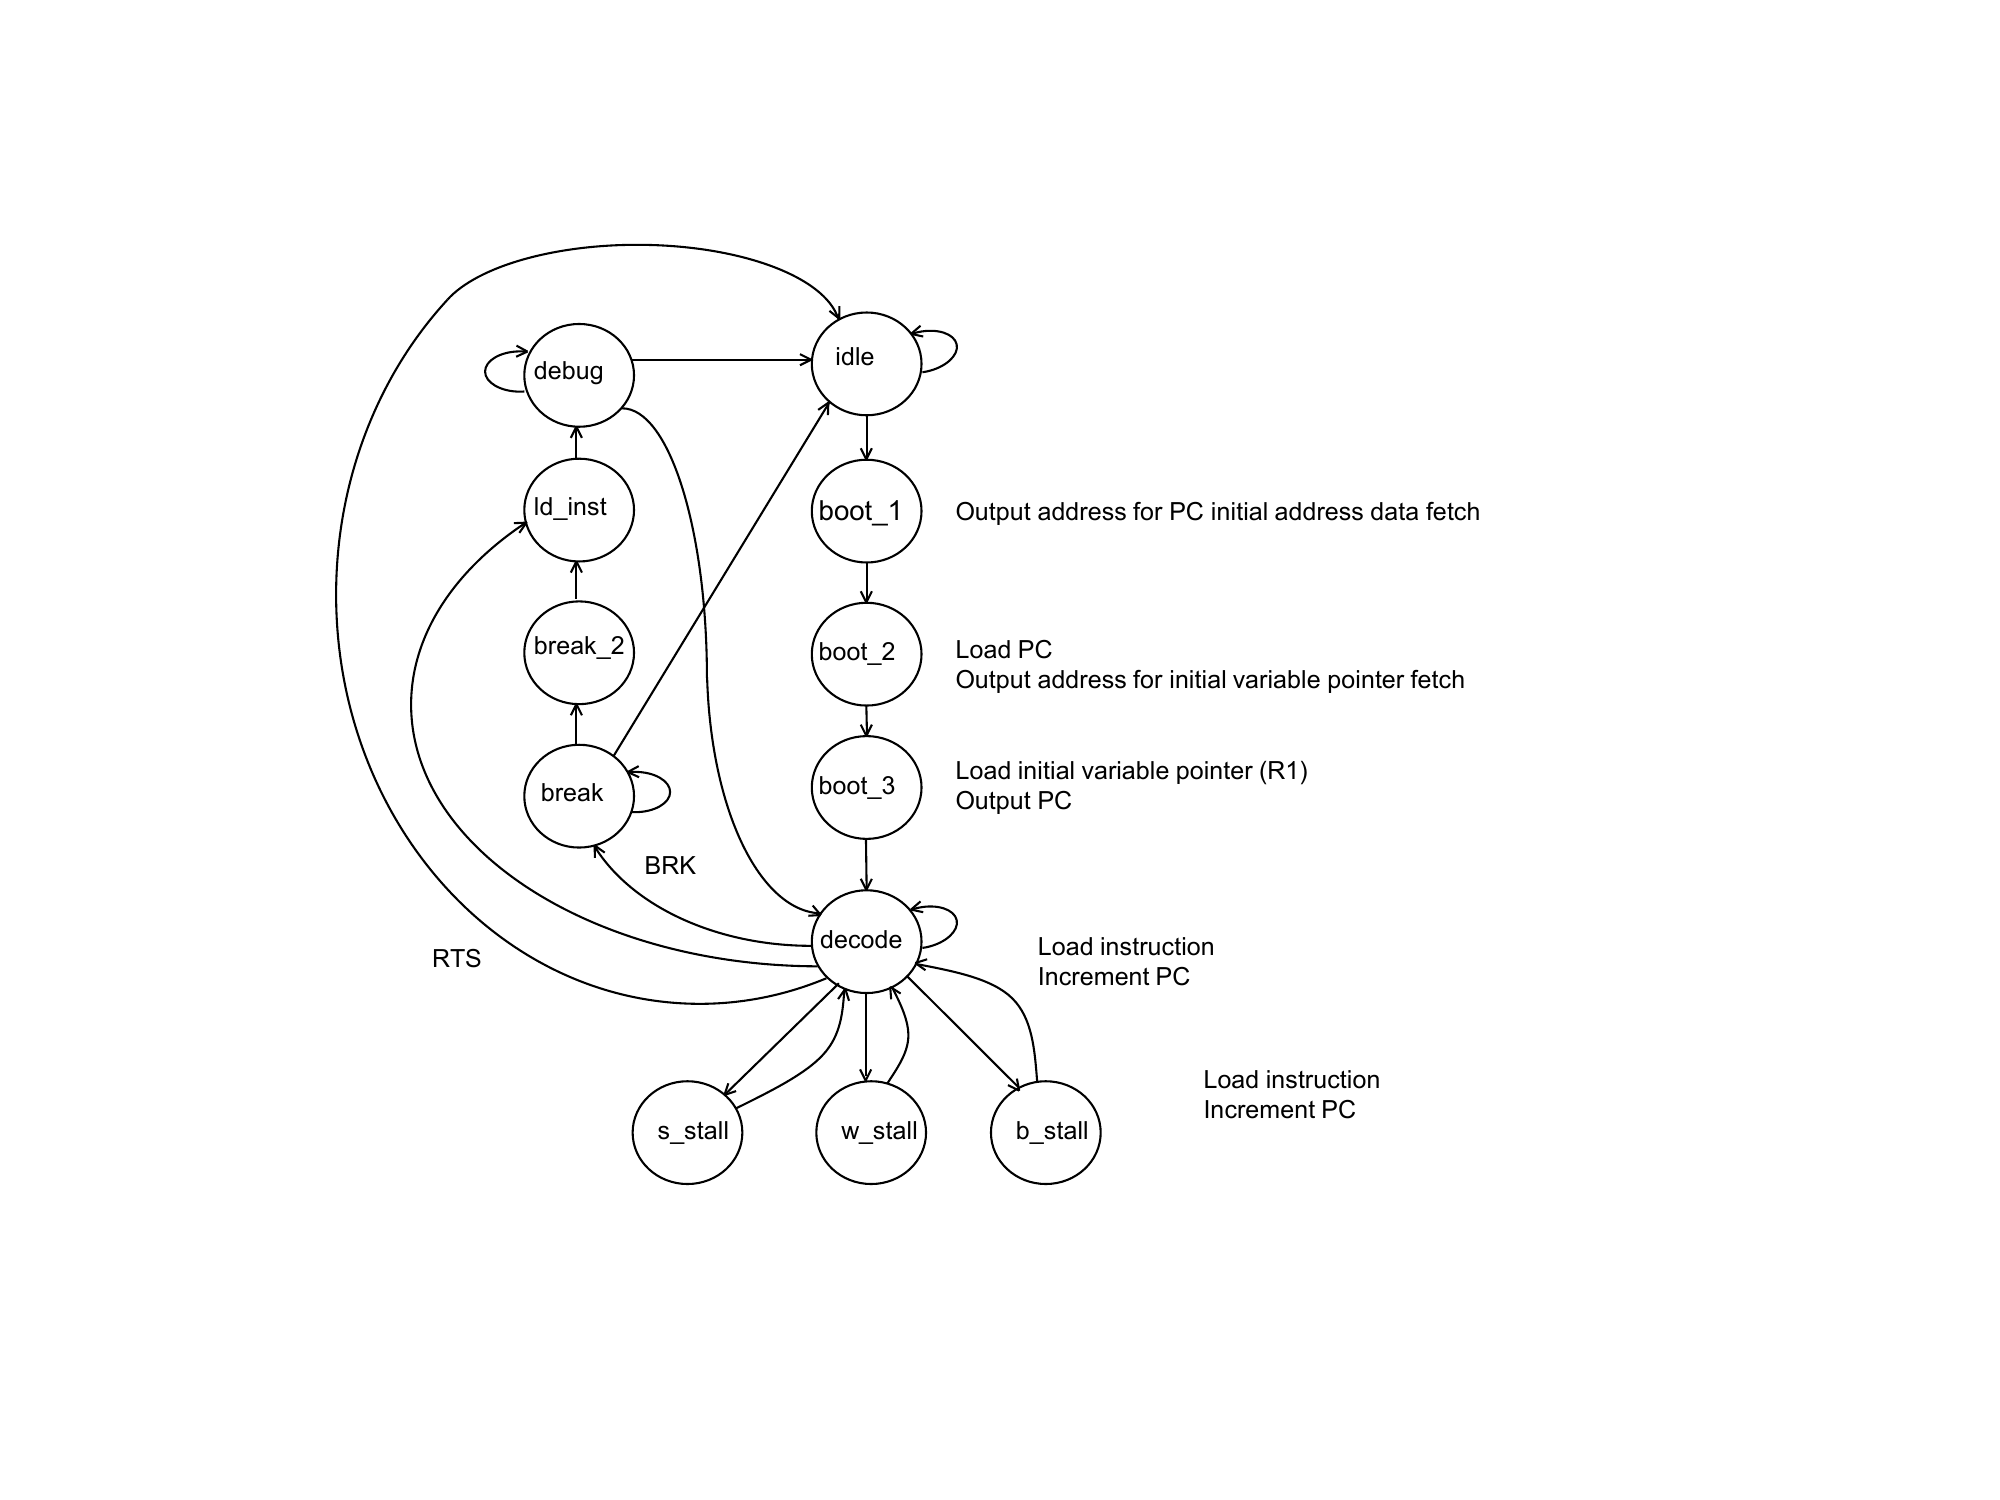 debug
idle
ld_inst
boot_1
Output address for PC initial address data fetch
break_2
boot_2
Load PC
Output address for initial variable pointer fetch
break
boot_3
Load initial variable pointer (R1)
Output PC
BRK
RTS
decode
Load instruction
Increment PC
s_stall
w_stall
b_stall
Load instruction
Increment PC